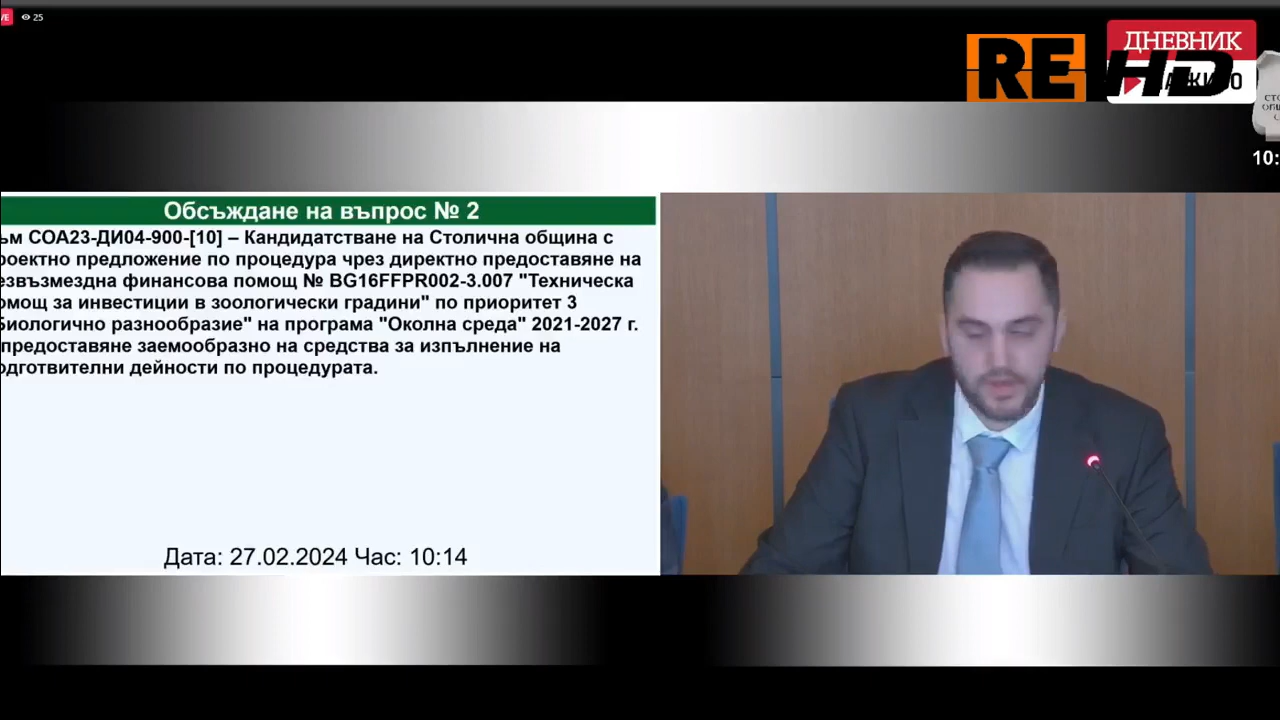 25
RE HD
ДНЕВНИК
10:
Обсъждане на въпрос № 2
ъм СОА23-ДИ04-900-[10] – Кандидатстване на Столична община с
роектно предложение по процедура чрез директно предоставяне на
езвъзмездна финансова помощ № BG16FFPR002-3.007 "Техническа
омощ за инвестиции в зоологически градини" по приоритет 3
Биологично разнообразие" на програма "Околна среда" 2021-2027 г.
предоставяне заемообразно на средства за изпълнение на
одготвителни дейности по процедурата.
Дата: 27.02.2024 Час: 10:14